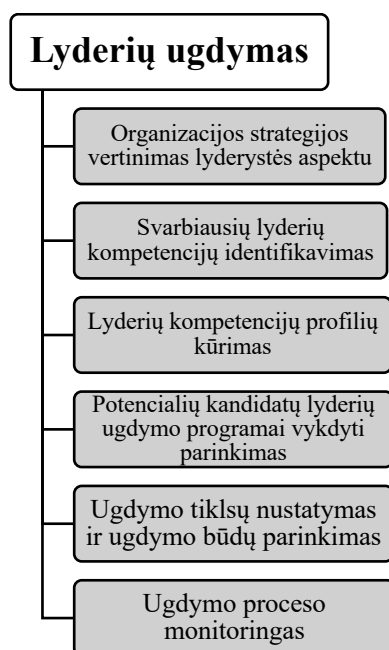 Lyderių ugdymas
Organizacijos strategijos
vertinimas lyderystės aspektu
Svarbiausių lyderių
kompetencijų identifikavimas
Lyderių kompetencijų profilių
kūrimas
Potencialių kandidatų lyderių
ugdymo programai vykdyti
parinkimas
Ugdymo tiklsų nustatymas
ir ugdymo būdų parinkimas
Ugdymo proceso
monitoringas